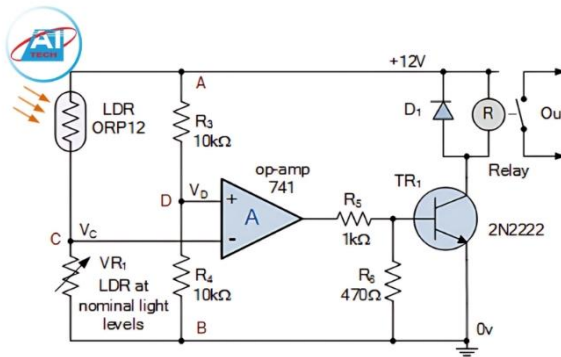 AI
TECH
A
+12V
LDR
ORP12
R3
10kΩ
D1
R
Out
Relay
op-amp
741
TR1
D
VD
+
A
R5
1kΩ
2N2222
C
VC
-
VR1
LDR at
nominal light
levels
R4
10kΩ
R6
470Ω
B
0v